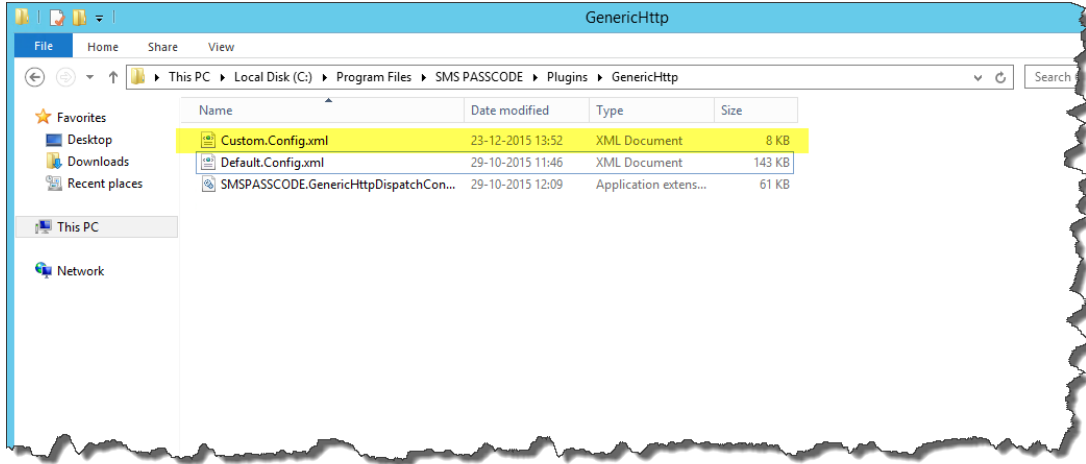 GenericHttp
File Home Share View
This PC Local Disk (C:) Program Files SMS PASSCODE Plugins GenericHttp Search
Favorites
Desktop
Downloads
Recent places
This PC
Network
Name Date modified Type Size
Custom.Config.xml 23-12-2015 13:52 XML Document 8 KB
Default.Config.xml 29-10-2015 11:46 XML Document 143 KB
SMSPASSCODE.GenericHttpDispatchCon... 29-10-2015 12:09 Application extens... 61 KB